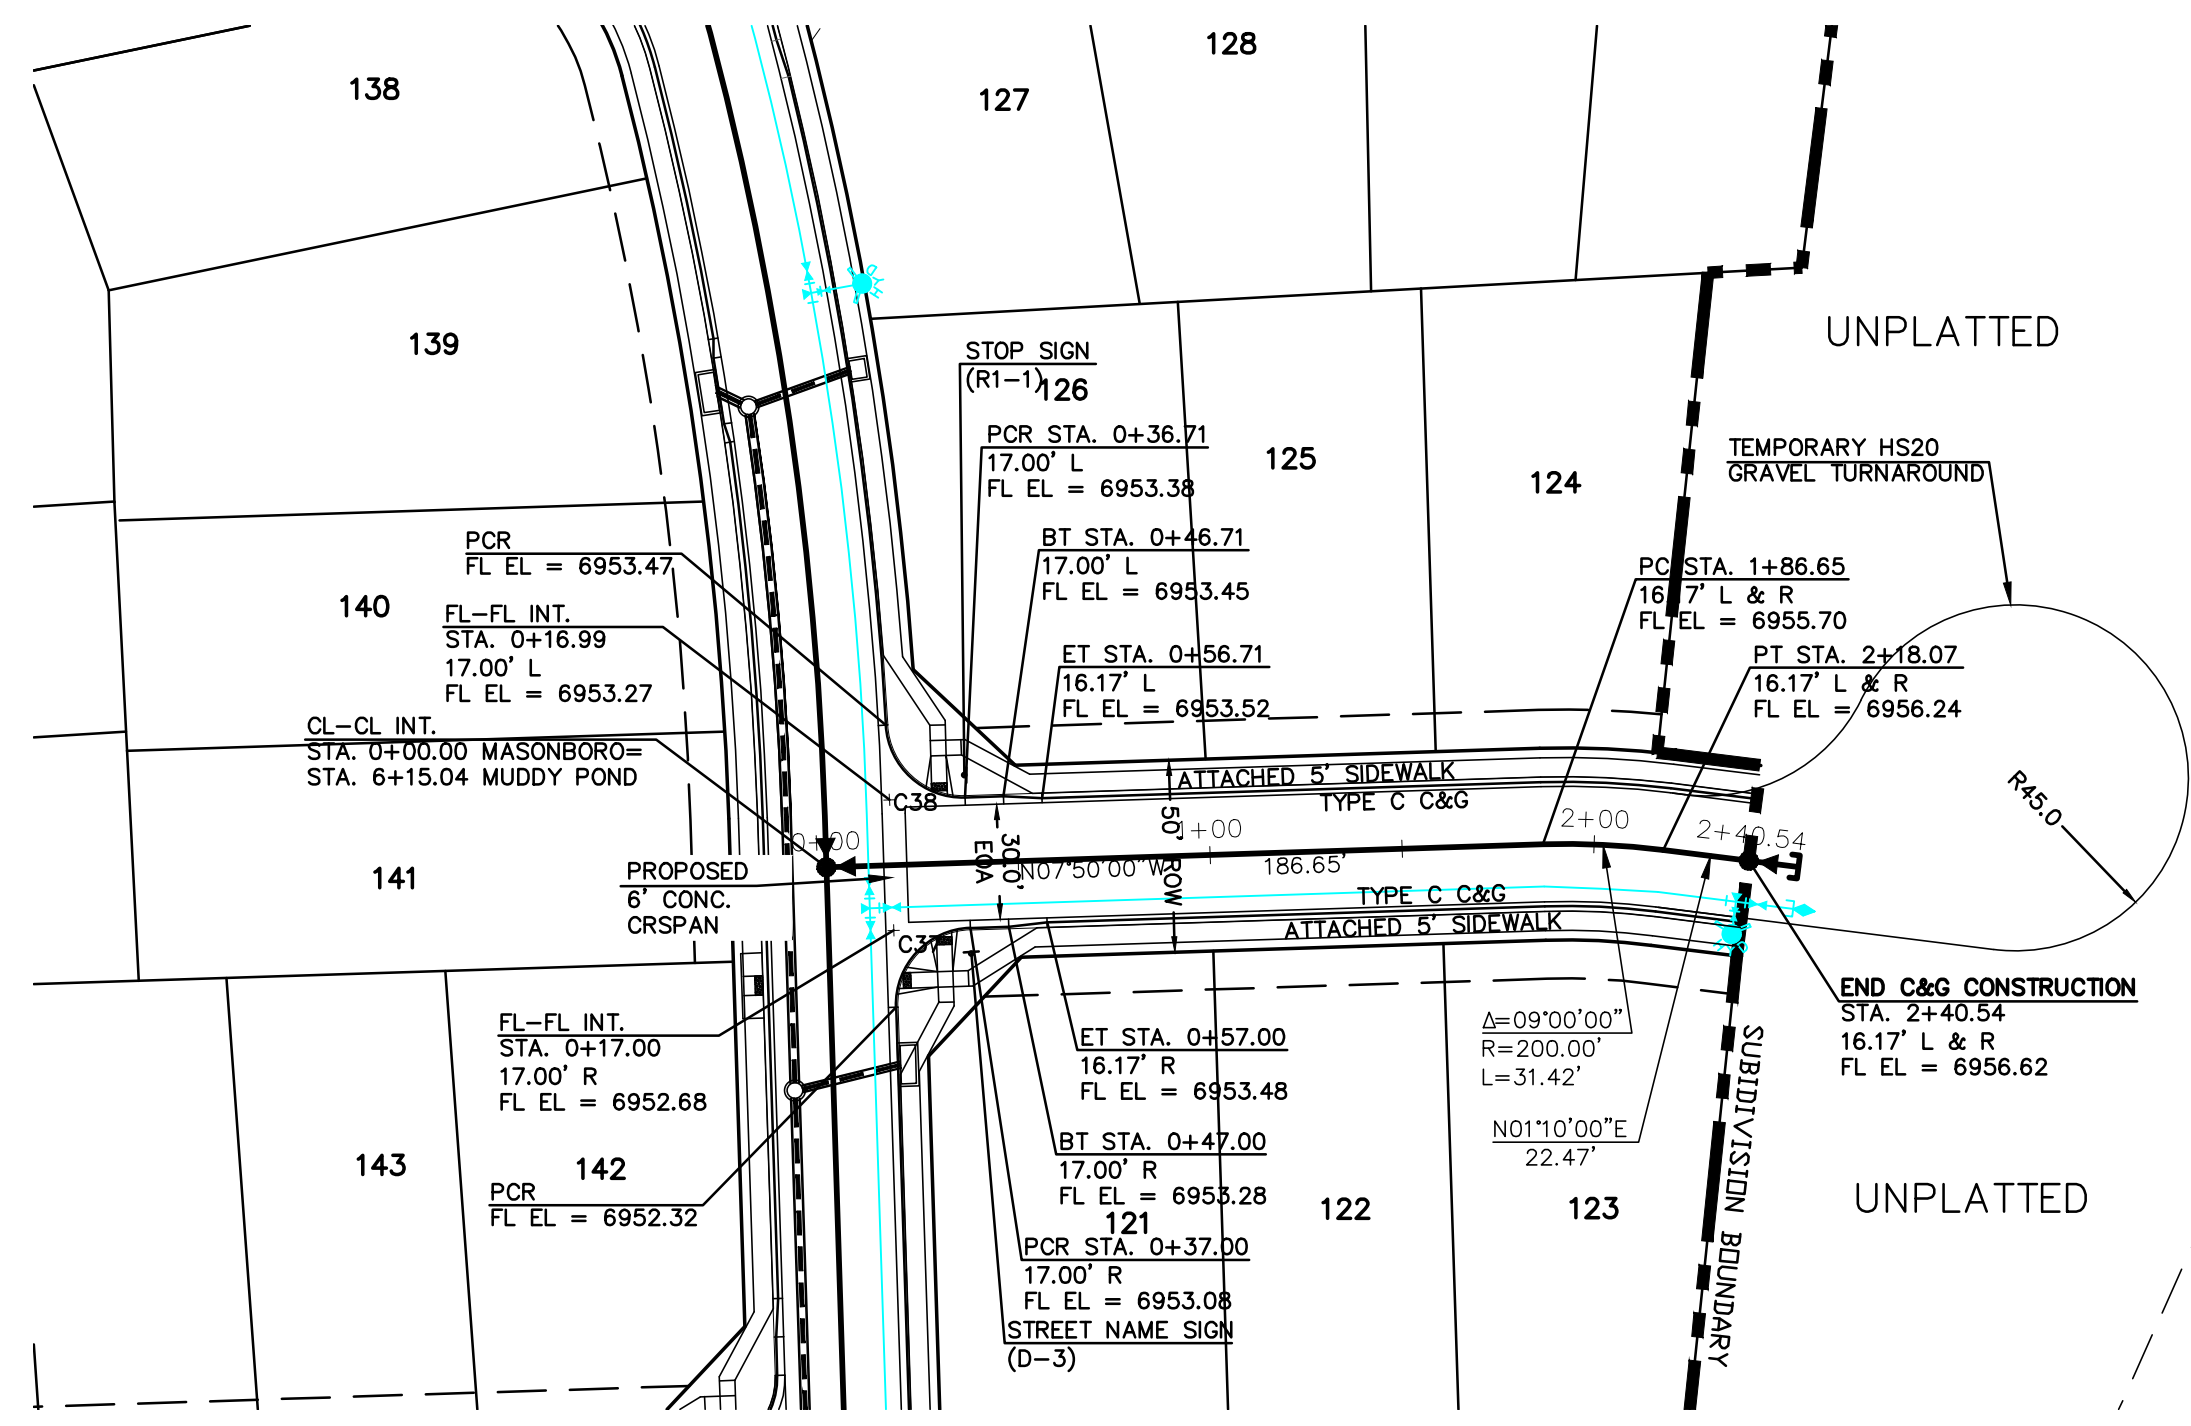 128
138
127
UNPLATTED
139
STOP SIGN
(R1-1)
126
PCR STA. 0+36.71
17.00' L
FL EL = 6953.38
125
124
TEMPORARY HS20
GRAVEL TURNAROUND
PCR
FL EL = 6953.47
BT STA. 0+46.71
17.00' L
FL EL = 6953.45
PC STA. 1+86.65
16.17' L & R
FL EL = 6955.70
140
FL-FL INT.
STA. 0+16.99
17.00' L
FL EL = 6953.27
ET STA. 0+56.71
16.17' L
FL EL = 6953.52
PT STA. 2+18.07
16.17' L & R
FL EL = 6956.24
CL-CL INT.
STA. 0+00.00 MASONBORO=
STA. 6+15.04 MUDDY POND
ATTACHED 5' SIDEWALK
TYPE C C&G
C38
R45.0
0+00
1+00
2+00
2+40.54
30.0'
EOA
50' ROW
N07°50'00"W
186.65'
141
PROPOSED
6' CONC.
CRSPAN
TYPE C C&G
ATTACHED 5' SIDEWALK
C37
END C&G CONSTRUCTION
STA. 2+40.54
16.17' L & R
FL EL = 6956.62
FL-FL INT.
STA. 0+17.00
17.00' R
FL EL = 6952.68
ET STA. 0+57.00
16.17' R
FL EL = 6953.48
Δ=09°00'00"
R=200.00'
L=31.42'
SUBIDIVISION BOUNDARY
N01°10'00"E
22.47'
143
142
PCR
FL EL = 6952.32
BT STA. 0+47.00
17.00' R
FL EL = 6953.28
121
122
123
UNPLATTED
PCR STA. 0+37.00
17.00' R
FL EL = 6953.08
STREET NAME SIGN
(D-3)